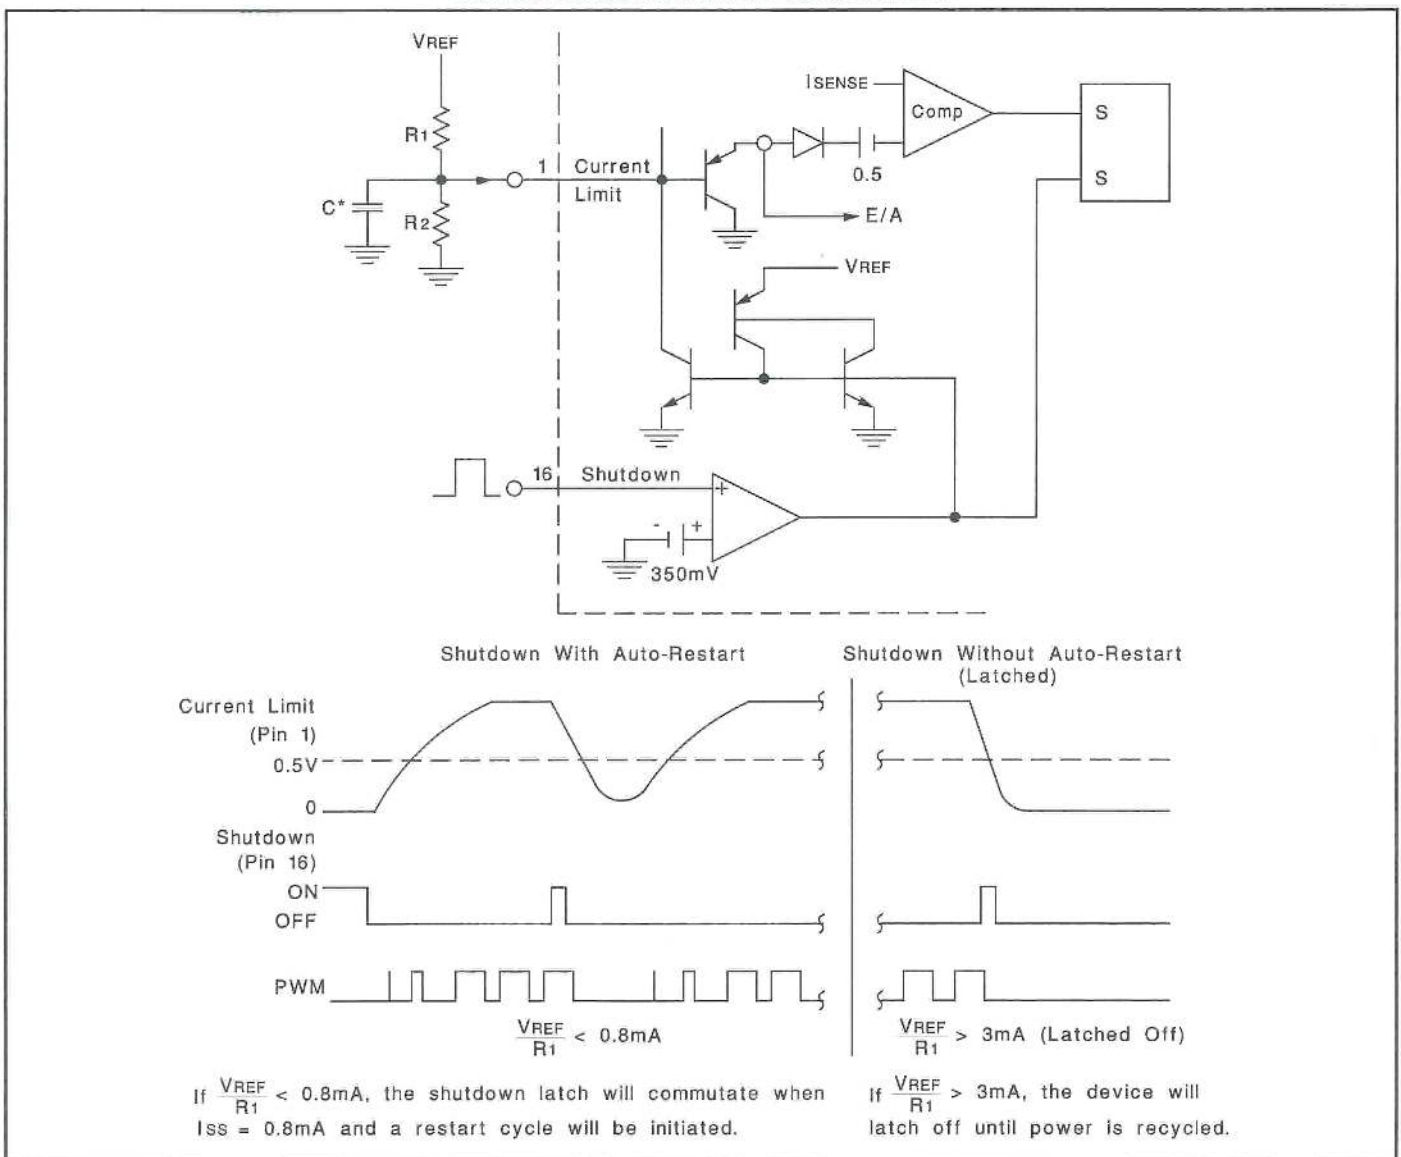 VREF
R1
C*
R2
1 Current
Limit
ISENSE
Comp
0.5
E/A
S
S
VREF
16 Shutdown
+
- +
350mV
Shutdown With Auto-Restart
Shutdown Without Auto-Restart
(Latched)
Current Limit
(Pin 1)
0.5V
0
Shutdown
(Pin 16)
ON
OFF
PWM
VREF/R1 < 0.8mA
VREF/R1 > 3mA (Latched Off)
If VREF/R1 < 0.8mA, the shutdown latch will commutate when
ISS = 0.8mA and a restart cycle will be initiated.
If VREF/R1 > 3mA, the device will
latch off until power is recycled.